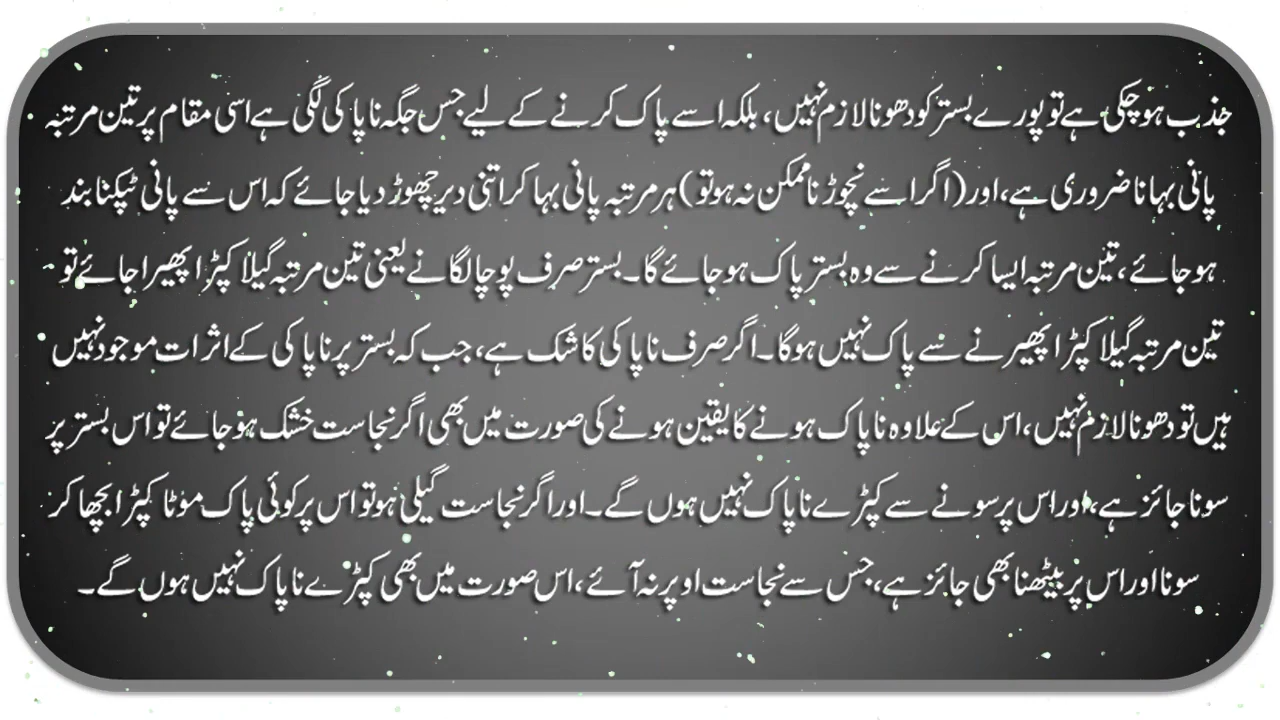 جذب ہوچکی ہے تو پورے بستر کو دھونا لازم نہیں، بلکہ اسے پاک کرنے کے لیے جس جگہ ناپاکی لگی ہے اسی مقام پر تین مرتبہ
پانی بہانا ضروری ہے، اور (اگر اسے نچوڑنا ممکن نہ ہو تو) ہر مرتبہ پانی بہا کر اتنی دیر چھوڑ دیا جائے کہ اس سے پانی ٹپکنا بند
ہوجائے، تین مرتبہ ایسا کرنے سے وہ بستر پاک ہوجائے گا۔ بستر صرف پوچا لگانے یعنی تین مرتبہ گیلا کپڑا پھیرا جائے تو
تین مرتبہ گیلا کپڑا پھیرنے سے پاک نہیں ہوگا۔ اگر صرف ناپاکی کا شک ہے، جب کہ بستر پر ناپاکی کے اثرات موجود نہیں
ہیں تو دھونا لازم نہیں، اس کے علاوہ ناپاک ہونے کا یقین ہونے کی صورت میں بھی اگر نجاست خشک ہوجائے تو اس بستر پر
سونا جائز ہے، اور اس پر سونے سے کپڑے ناپاک نہیں ہوں گے۔ اور اگر نجاست گیلی ہو تو اس پر کوئی پاک موٹا کپڑا بچھا کر
سونا اور اس پر بیٹھنا بھی جائز ہے، جس سے نجاست اوپر نہ آئے، اس صورت میں بھی کپڑے ناپاک نہیں ہوں گے۔